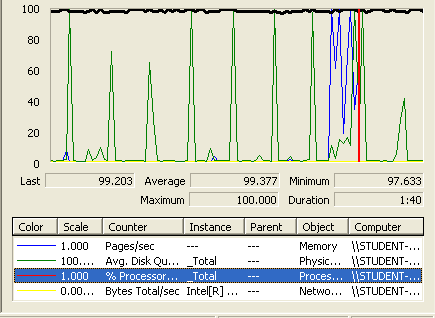 100
80
60
40
20
0
Last 99.203 Average 99.377 Minimum 97.633
Maximum 100.000 Duration 1:40
Color Scale Counter Instance Parent Object Computer
1.000 Pages/sec --- --- Memory \\STUDENT-...
100.... Avg. Disk Qu... _Total --- Physic... \\STUDENT-...
1.000 % Processor... _Total --- Proces... \\STUDENT-...
0.00... Bytes Total/sec Intel[R] ... --- Netwo... \\STUDENT-...